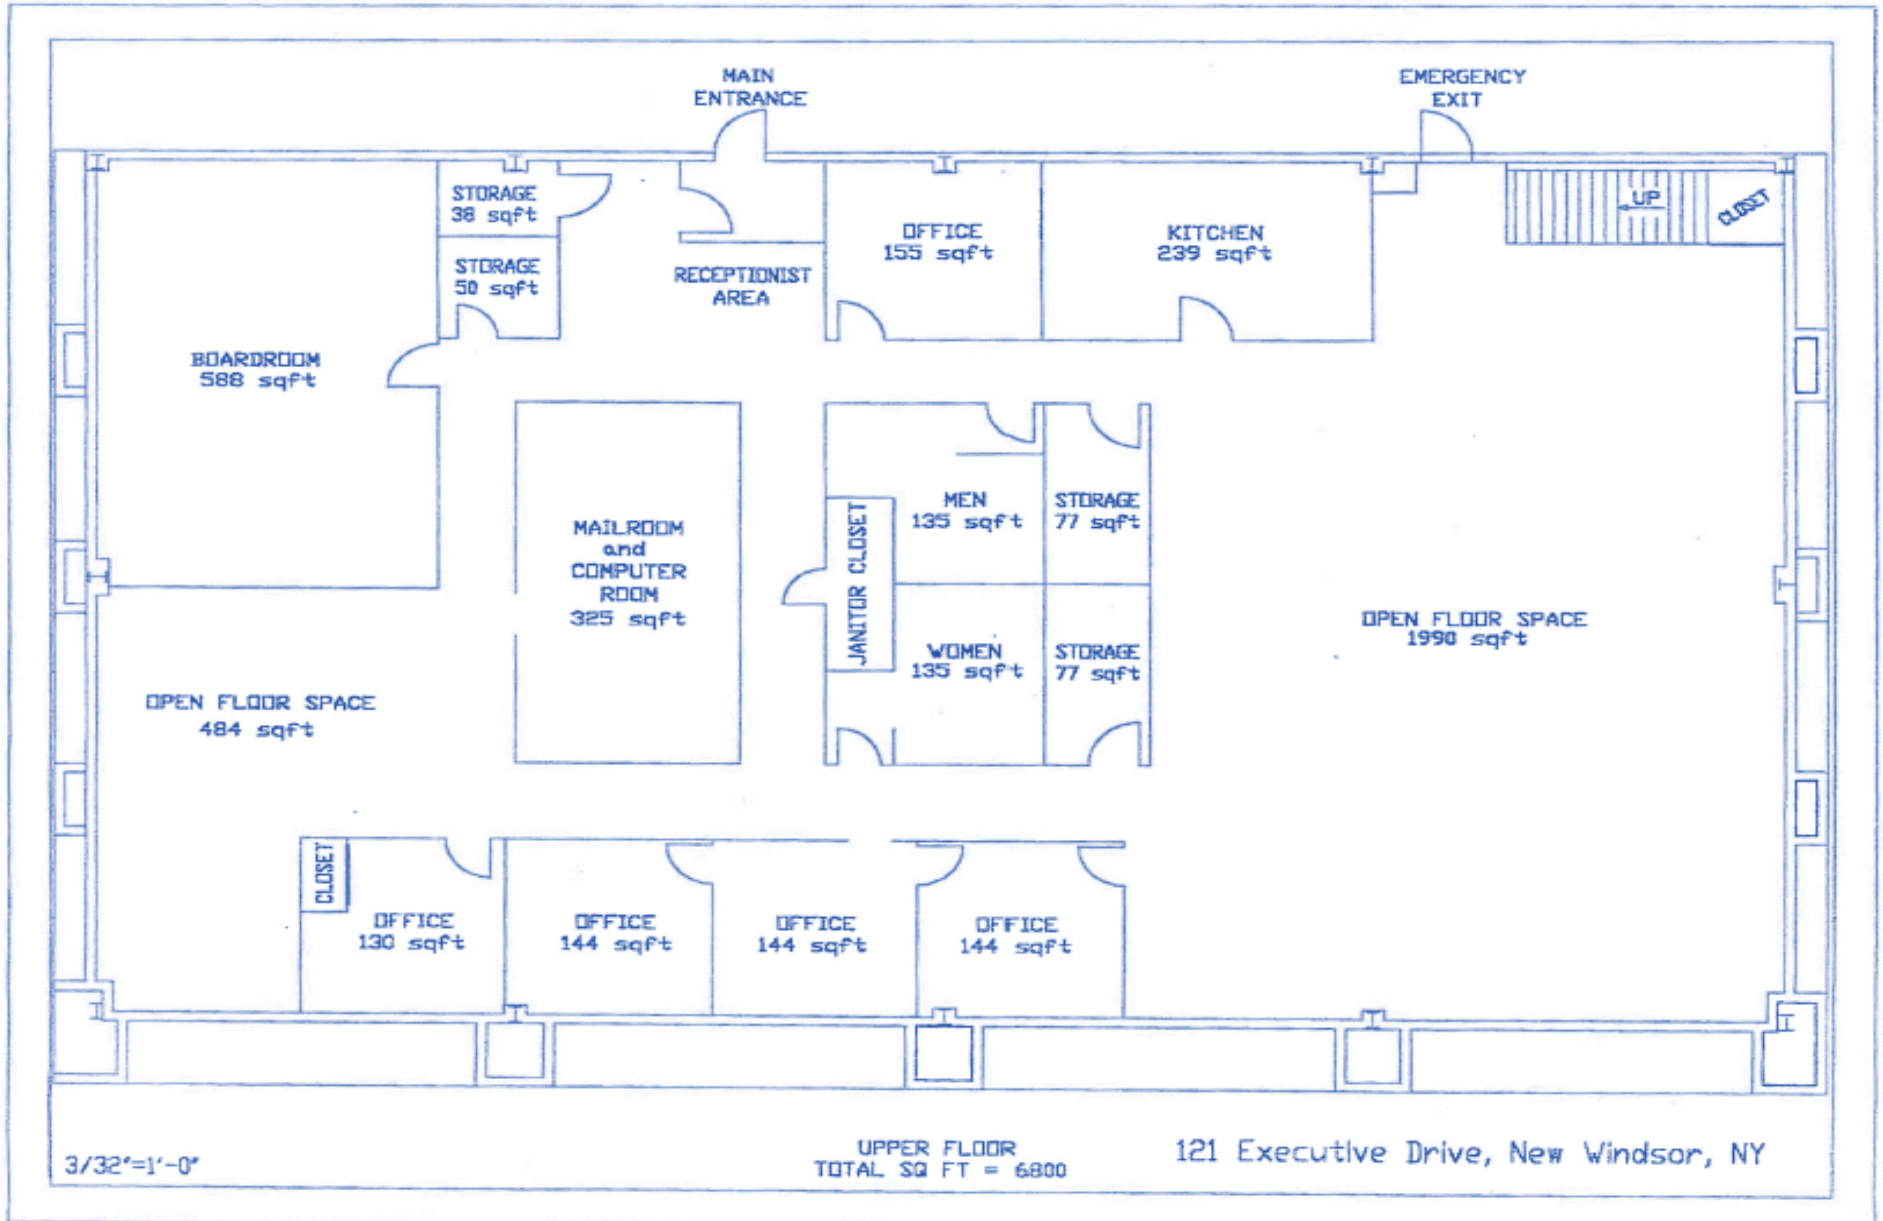 MAIN
ENTRANCE
EMERGENCY
EXIT
STORAGE
38 sqft
STORAGE
50 sqft
RECEPTIONIST
AREA
OFFICE
155 sqft
KITCHEN
239 sqft
UP
CLOSET
BOARDROOM
588 sqft
MAILROOM
and
COMPUTER
ROOM
325 sqft
JANITOR CLOSET
MEN
135 sqft
STORAGE
77 sqft
WOMEN
135 sqft
STORAGE
77 sqft
OPEN FLOOR SPACE
1990 sqft
OPEN FLOOR SPACE
484 sqft
CLOSET
OFFICE
130 sqft
OFFICE
144 sqft
OFFICE
144 sqft
OFFICE
144 sqft
3/32"=1'-0"
UPPER FLOOR
TOTAL SQ FT = 6800
121 Executive Drive, New Windsor, NY